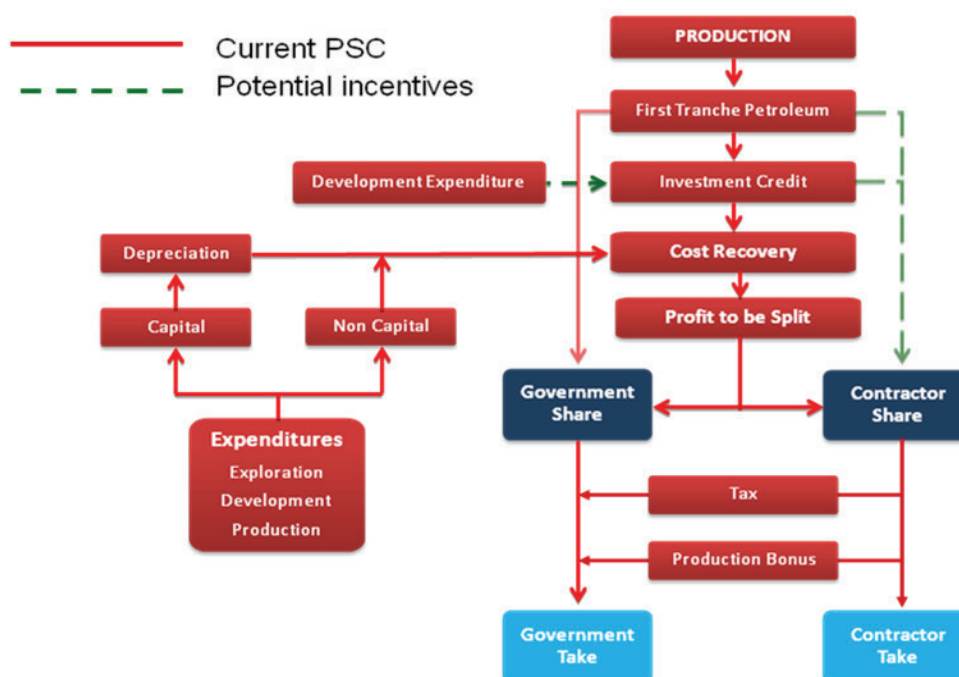 Current PSC
Potential incentives
PRODUCTION
First Tranche Petroleum
Development Expenditure
Investment Credit
Depreciation
Cost Recovery
Capital
Non Capital
Profit to be Split
Government
Share
Contractor
Share
Expenditures
Exploration
Development
Production
Tax
Production Bonus
Government
Take
Contractor
Take